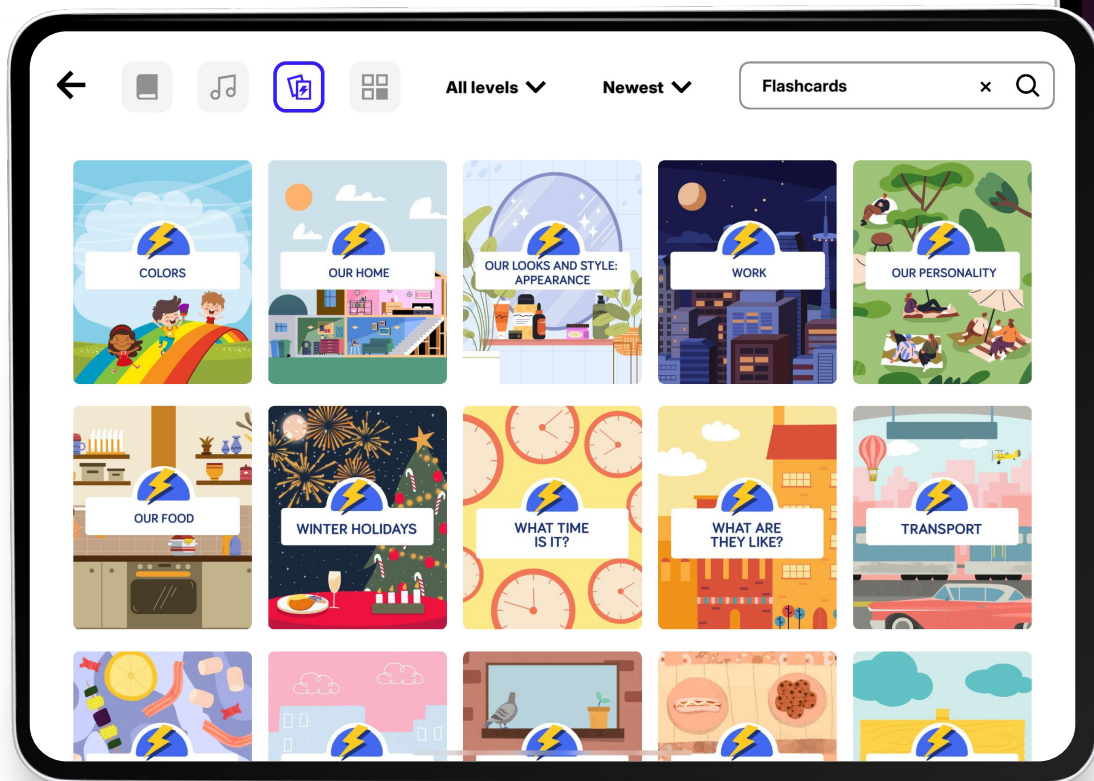 All levels
Newest
Flashcards
COLORS
OUR HOME
OUR LOOKS AND STYLE:
APPEARANCE
WORK
OUR PERSONALITY
OUR FOOD
WINTER HOLIDAYS
WHAT TIME
IS IT?
WHAT ARE
THEY LIKE?
TRANSPORT